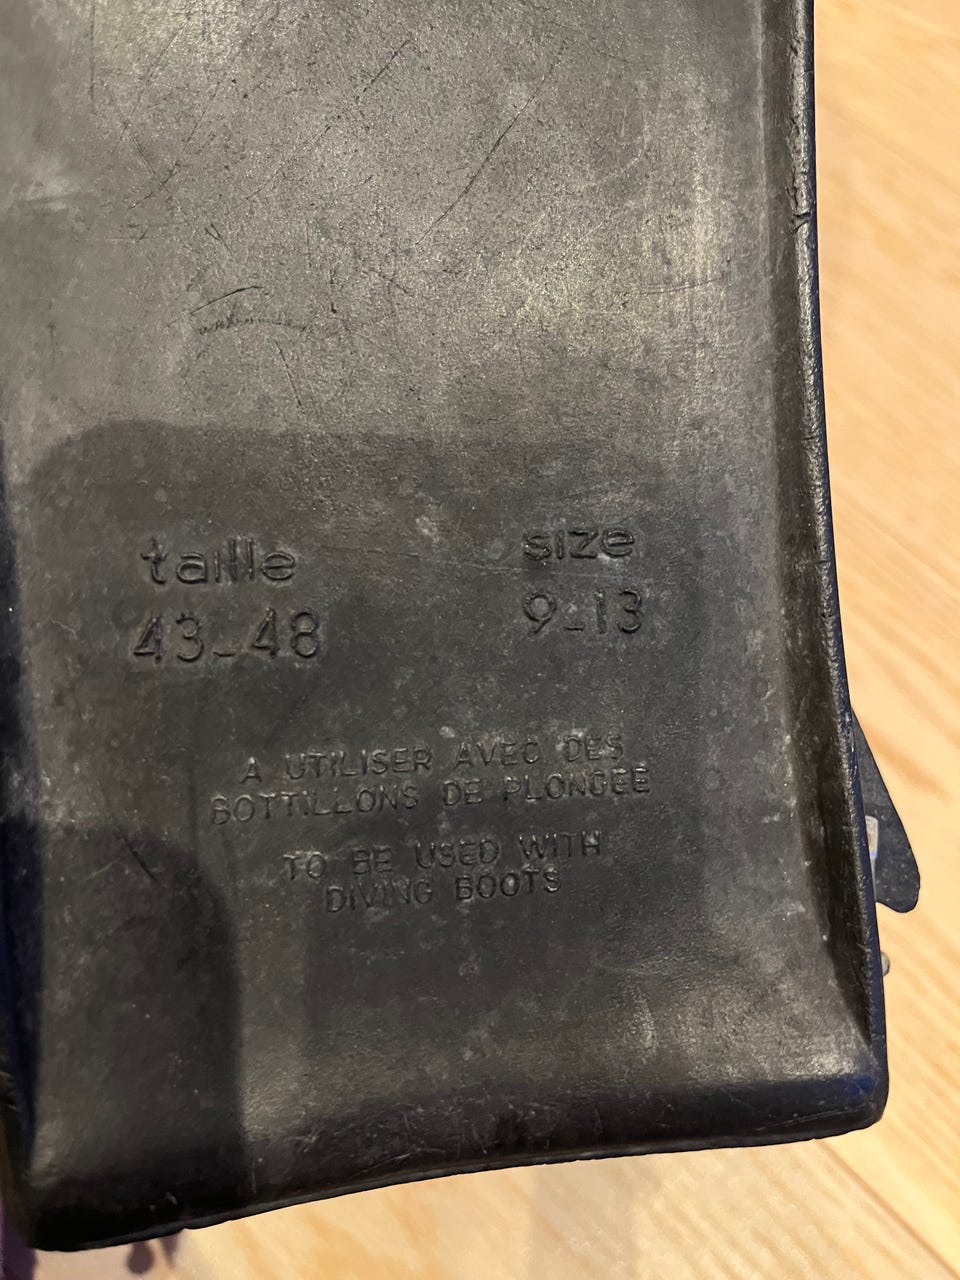 taille
43-48
size
9-13
A UTILISER AVEC DES
BOTTILLONS DE PLONGEE
TO BE USED WITH
DIVING BOOTS